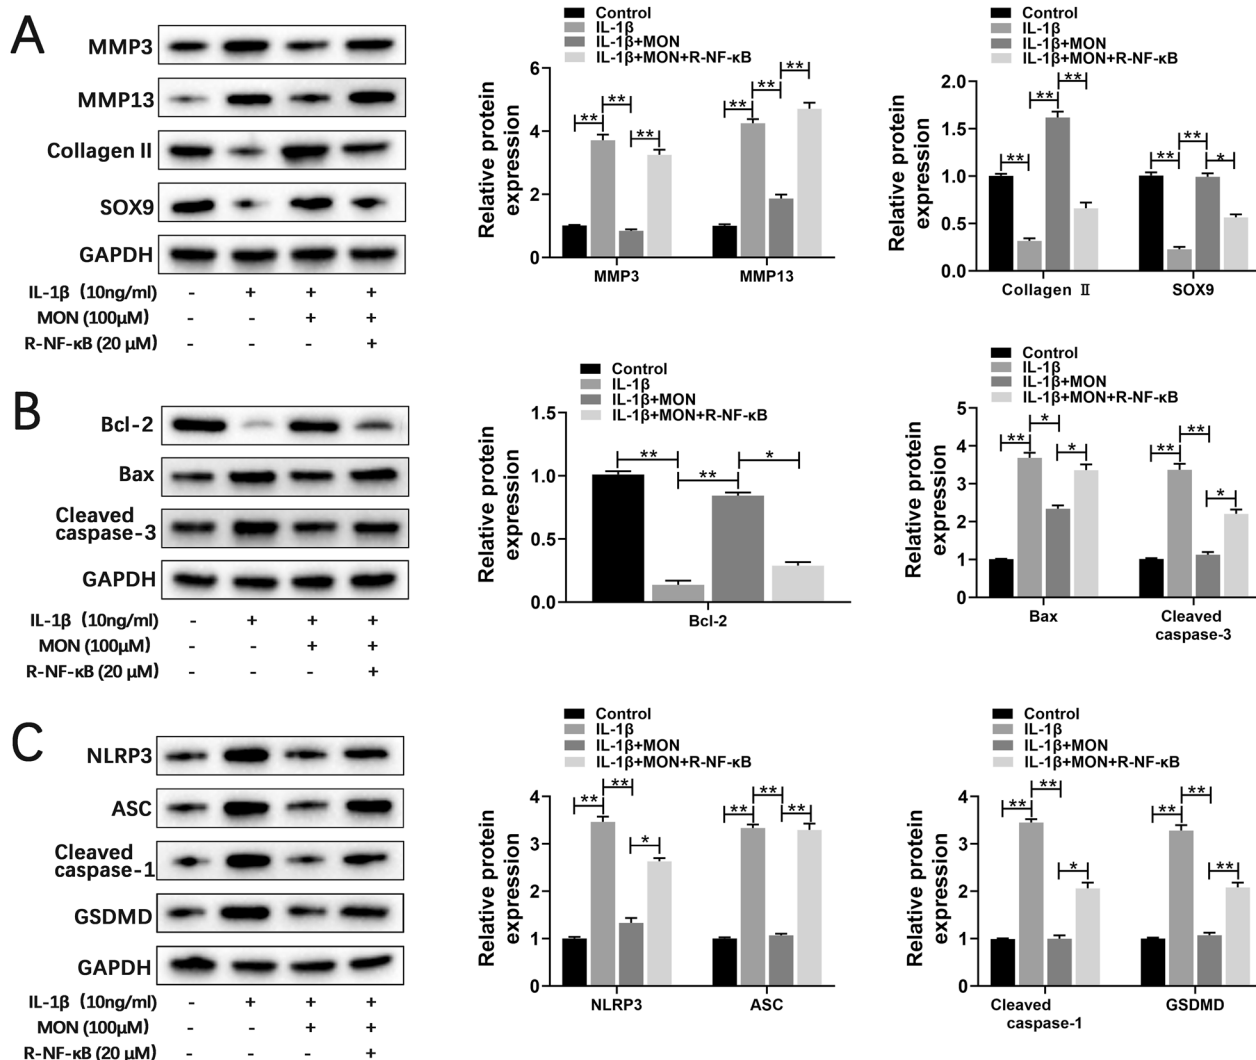 A
MMP3
MMP13
Collagen II
SOX9
GAPDH
IL-1β (10ng/ml) - + + +
MON (100μM) - - + +
R-NF-κB (20 μM) - - - +
Control
IL-1β
IL-1β+MON
IL-1β+MON+R-NF-κB
Relative protein
expression
6
4
2
0
** ** ** ** ** **
MMP3 MMP13
Control
IL-1β
IL-1β+MON
IL-1β+MON+R-NF-κB
Relative protein
expression
2.0
1.5
1.0
0.5
0.0
** ** ** ** ** *
Collagen Ⅱ SOX9
B
Bcl-2
Bax
Cleaved
caspase-3
GAPDH
IL-1β (10ng/ml) - + + +
MON (100μM) - - + +
R-NF-κB (20 μM) - - - +
Control
IL-1β
IL-1β+MON
IL-1β+MON+R-NF-κB
Relative protein
expression
1.5
1.0
0.5
0.0
** ** *
Bcl-2
Control
IL-1β
IL-1β+MON
IL-1β+MON+R-NF-κB
Relative protein
expression
5
4
3
2
1
0
** * * ** ** *
Bax Cleaved
caspase-3
C
NLRP3
ASC
Cleaved
caspase-1
GSDMD
GAPDH
IL-1β (10ng/ml) - + + +
MON (100μM) - - + +
R-NF-κB (20 μM) - - - +
Control
IL-1β
IL-1β+MON
IL-1β+MON+R-NF-κB
Relative protein
expression
4
3
2
1
0
** ** * ** ** **
NLRP3 ASC
Control
IL-1β
IL-1β+MON
IL-1β+MON+R-NF-κB
Relative protein
expression
4
3
2
1
0
** ** * ** ** **
Cleaved
caspase-1 GSDMD